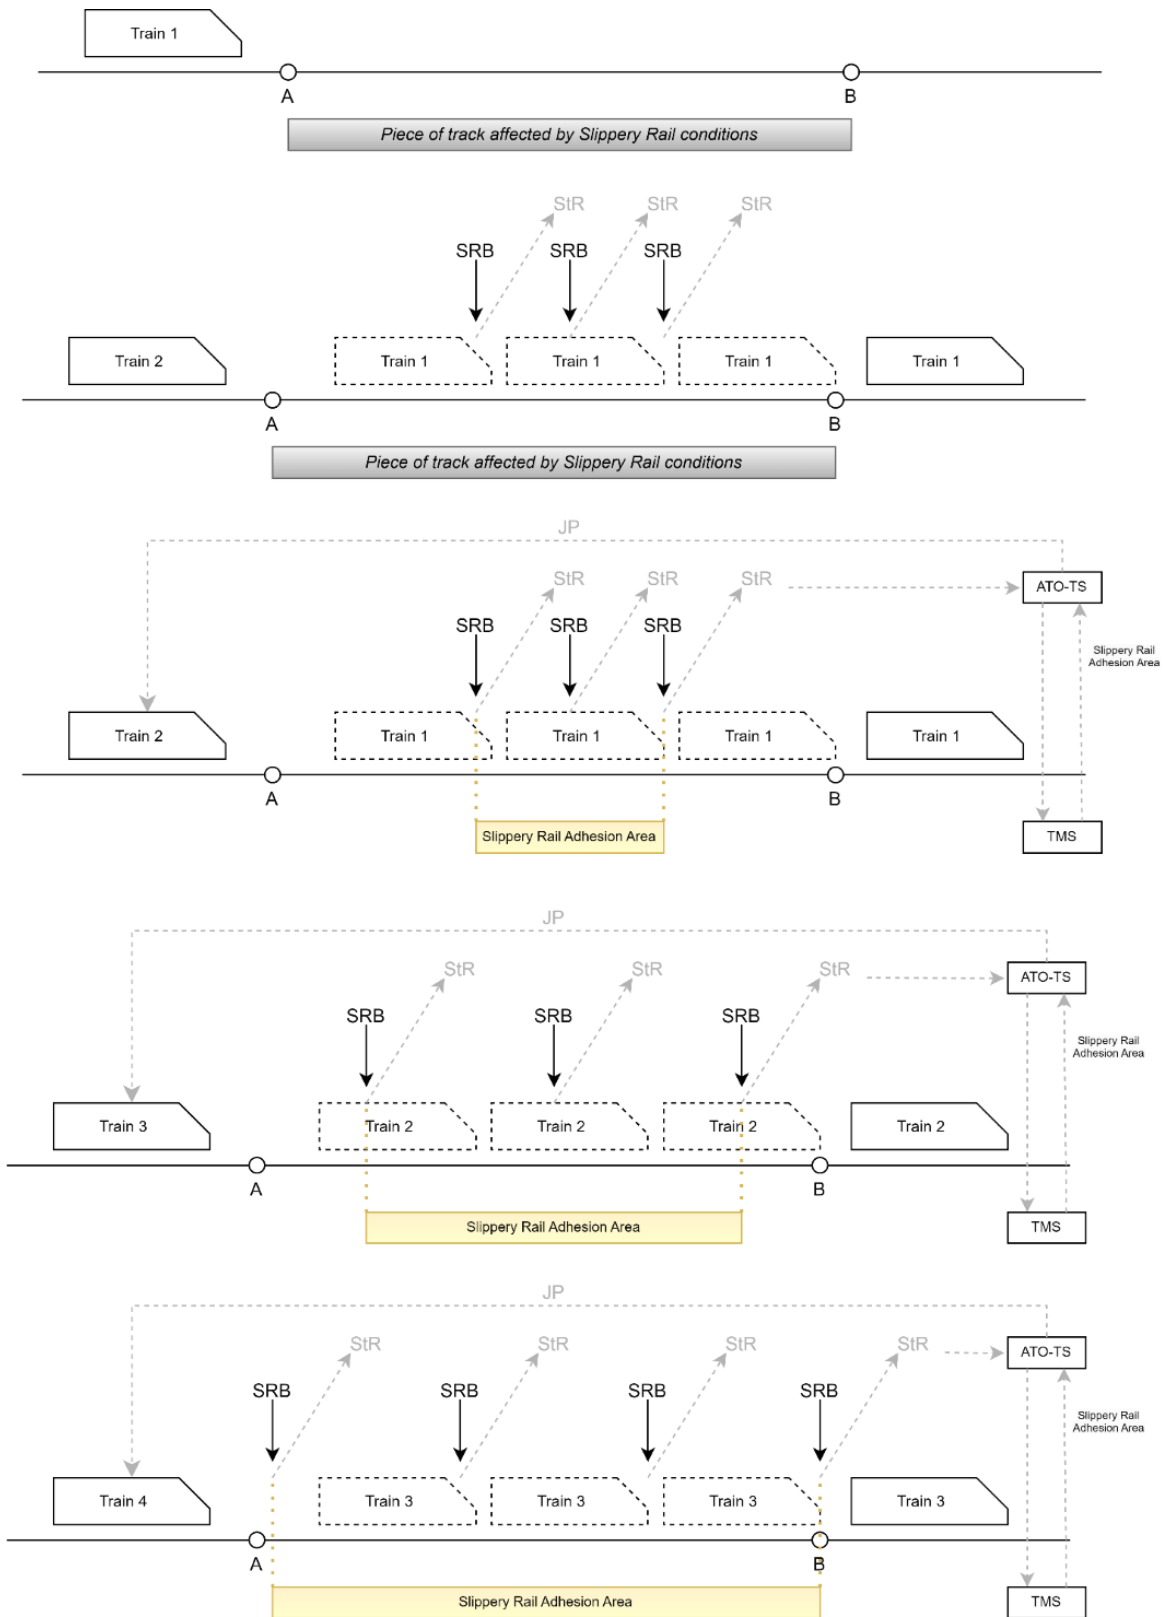 Train 1
A
B
Piece of track affected by Slippery Rail conditions
StR StR StR
SRB SRB SRB
Train 2 Train 1 Train 1 Train 1 Train 1
A
B
Piece of track affected by Slippery Rail conditions
JP
StR StR StR ATO-TS
SRB SRB SRB
Slippery Rail
Adhesion Area
Train 2 Train 1 Train 1 Train 1 Train 1
A
B
Slippery Rail Adhesion Area TMS
JP
StR StR StR ATO-TS
SRB SRB SRB
Slippery Rail
Adhesion Area
Train 3 Train 2 Train 2 Train 2 Train 2
A
B
Slippery Rail Adhesion Area TMS
JP
StR StR StR StR ATO-TS
SRB SRB SRB SRB
Slippery Rail
Adhesion Area
Train 4 Train 3 Train 3 Train 3 Train 3
A
B
Slippery Rail Adhesion Area TMS